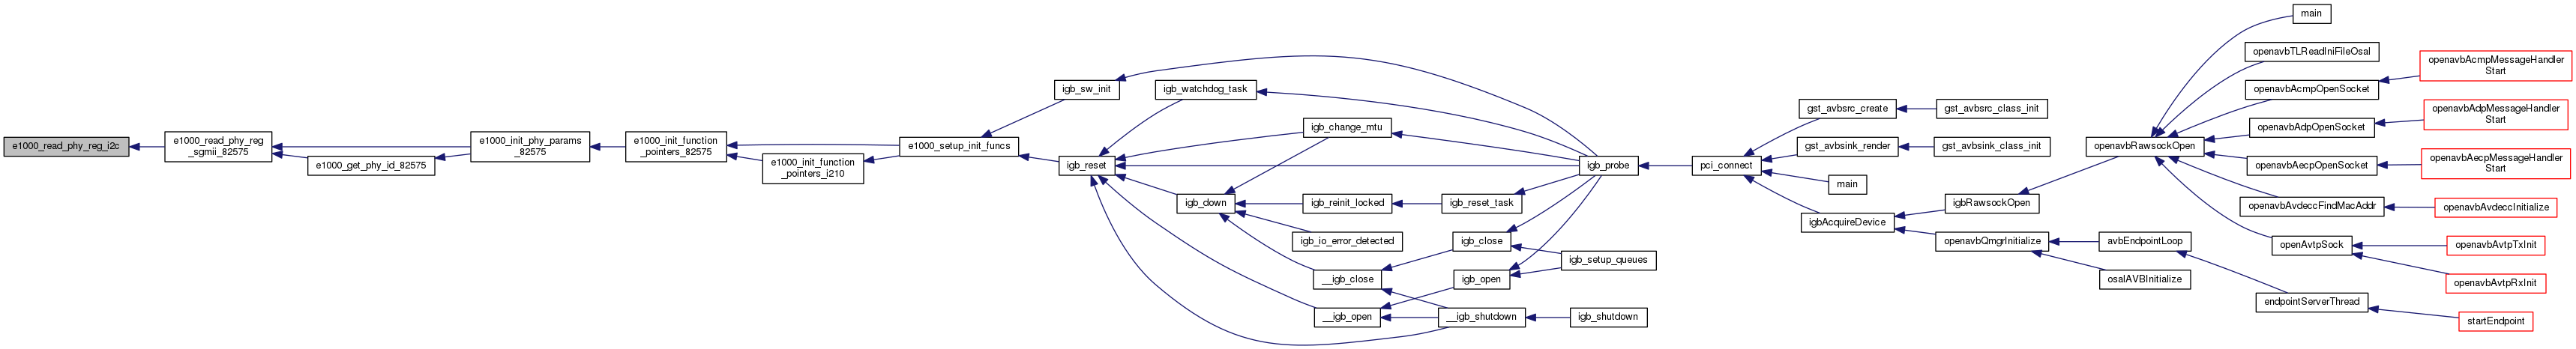 e1000_read_phy_reg_i2c
e1000_read_phy_reg
_sgmii_82575
e1000_get_phy_id_82575
e1000_init_phy_params
_82575
e1000_init_function
_pointers_82575
e1000_init_function
_pointers_i210
e1000_setup_init_funcs
igb_sw_init
igb_reset
igb_watchdog_task
igb_change_mtu
igb_down
igb_reinit_locked
igb_io_error_detected
__igb_close
__igb_open
igb_reset_task
igb_close
igb_open
__igb_shutdown
igb_probe
igb_setup_queues
igb_shutdown
pci_connect
gst_avbsrc_create
gst_avbsink_render
main
igbAcquireDevice
gst_avbsrc_class_init
gst_avbsink_class_init
igbRawsockOpen
openavbQmgrInitialize
openavbRawsockOpen
avbEndpointLoop
osalAVBInitialize
main
openavbTLReadIniFileOsal
openavbAcmpOpenSocket
openavbAdpOpenSocket
openavbAecpOpenSocket
openavbAvdeccFindMacAddr
openAvtpSock
endpointServerThread
openavbAcmpMessageHandler
Start
openavbAdpMessageHandler
Start
openavbAecpMessageHandler
Start
openavbAvdeccInitialize
openavbAvtpTxInit
openavbAvtpRxInit
startEndpoint